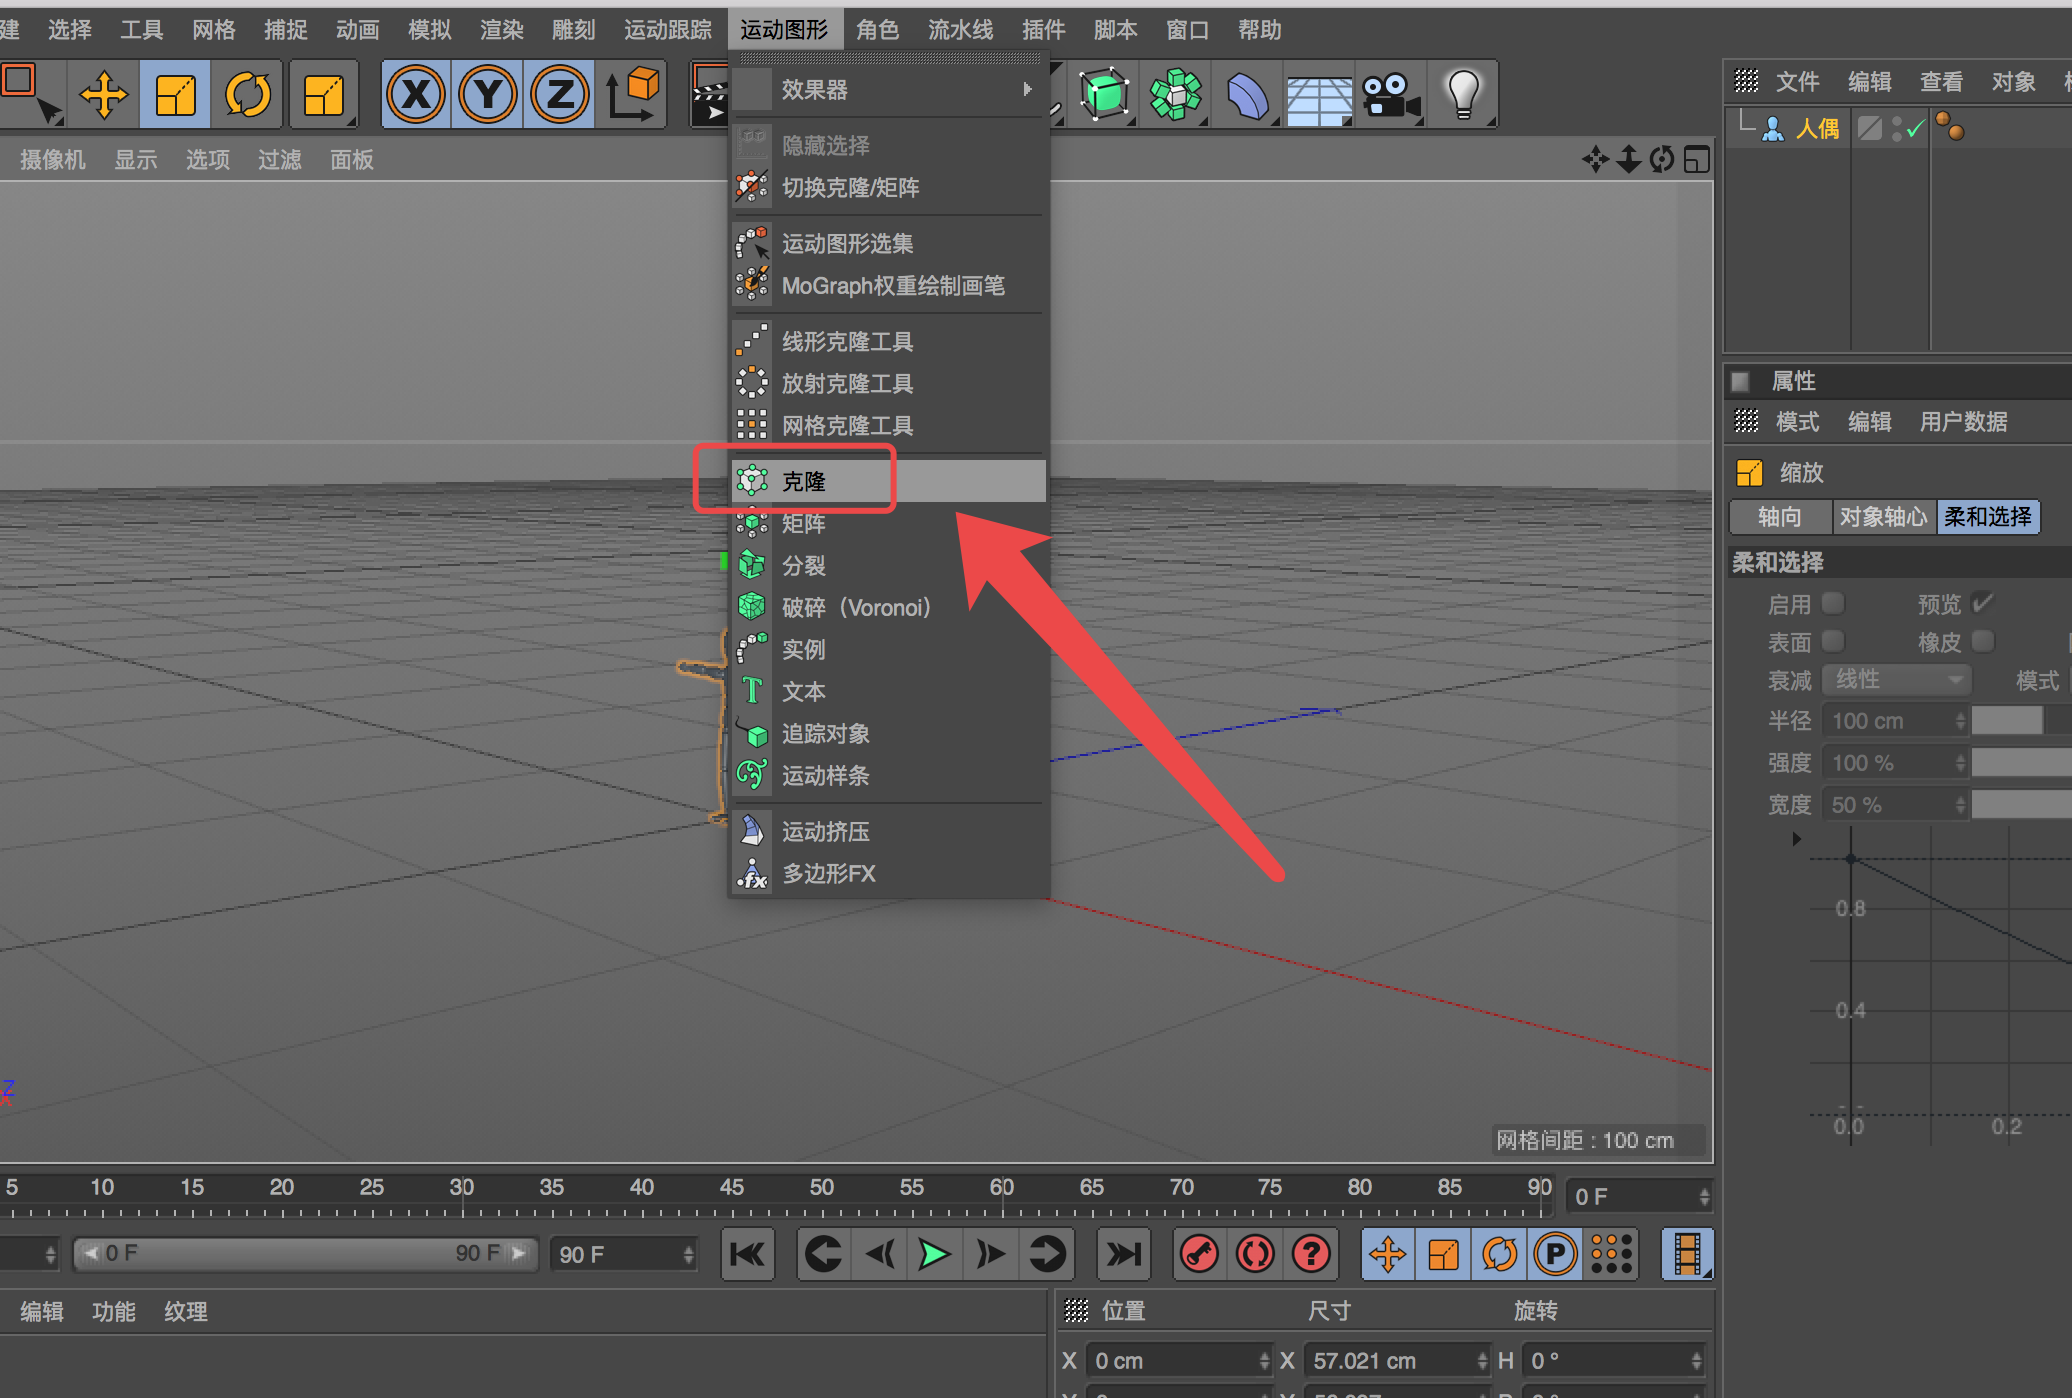 建 选择 工具 网格 捕捉 动画 模拟 渲染 雕刻 运动跟踪 运动图形 角色 流水线 插件 脚本 窗口 帮助
X Y Z
文件 编辑 查看 对象
人偶
摄像机 显示 选项 过滤 面板
效果器
隐藏选择
切换克隆/矩阵
运动图形选集
MoGraph权重绘制画笔
线形克隆工具
放射克隆工具
网格克隆工具
克隆
矩阵
分裂
破碎（Voronoi）
实例
文本
追踪对象
运动样条
运动挤压
多边形FX
属性
模式 编辑 用户数据
缩放
轴向 对象轴心 柔和选择
柔和选择
启用 预览
表面 橡皮
衰减 线性 模式
半径 100 cm
强度 100 %
宽度 50 %
0.8
0.4
0.0 0.2
Z
X
网格间距 : 100 cm
5 10 15 20 25 30 35 40 45 50 55 60 65 70 75 80 85 90 0 F
0 F 90 F 90 F
P
编辑 功能 纹理
位置 尺寸 旋转
X 0 cm X 57.021 cm H 0 °